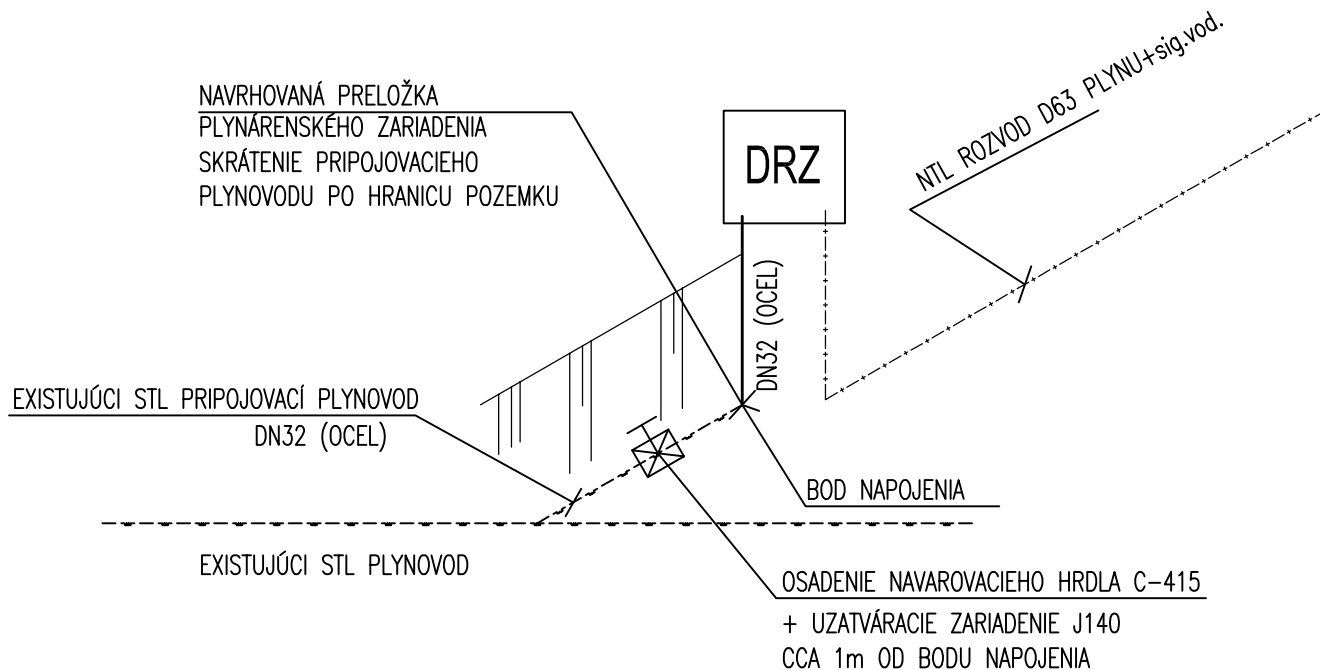 NTL ROZVOD D63 PLYNU+sig.vod.
NAVRHOVANÁ PRELOŽKA
PLYNÁRENSKÉHO ZARIADENIA
SKRÁTENIE PRIPOJOVACIEHO
PLYNOVODU PO HRANICU POZEMKU
DRZ
DN32 (OCEL)
EXISTUJÚCI STL PRIPOJOVACÍ PLYNOVOD
DN32 (OCEL)
BOD NAPOJENIA
EXISTUJÚCI STL PLYNOVOD
OSADENIE NAVAROVACIEHO HRDLA C-415
+ UZATVÁRACIE ZARIADENIE J140
CCA 1m OD BODU NAPOJENIA